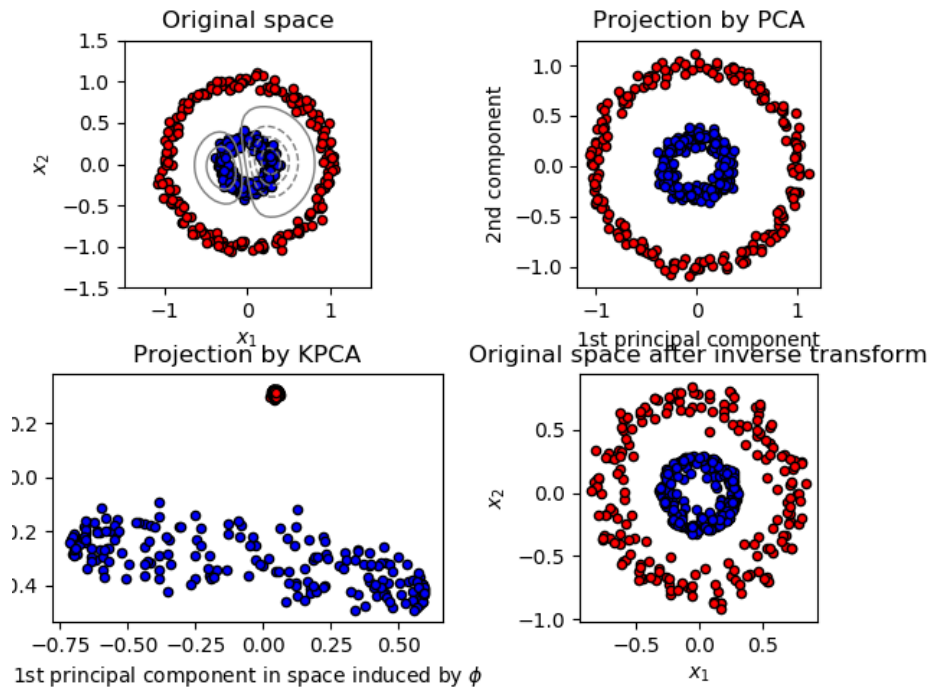 Original space
1.5
1.0
0.5
0.0
−0.5
−1.0
−1.5
x₂
−1 0 1
x₁
Projection by PCA
1.0
0.5
0.0
−0.5
−1.0
2nd component
−1 0 1
1st principal component
Projection by KPCA
0.2
0.0
0.2
0.4
−0.75 −0.50 −0.25 0.00 0.25 0.50
1st principal component in space induced by ϕ
Original space after inverse transform
0.5
0.0
−0.5
−1.0
x₂
−0.5 0.0 0.5
x₁